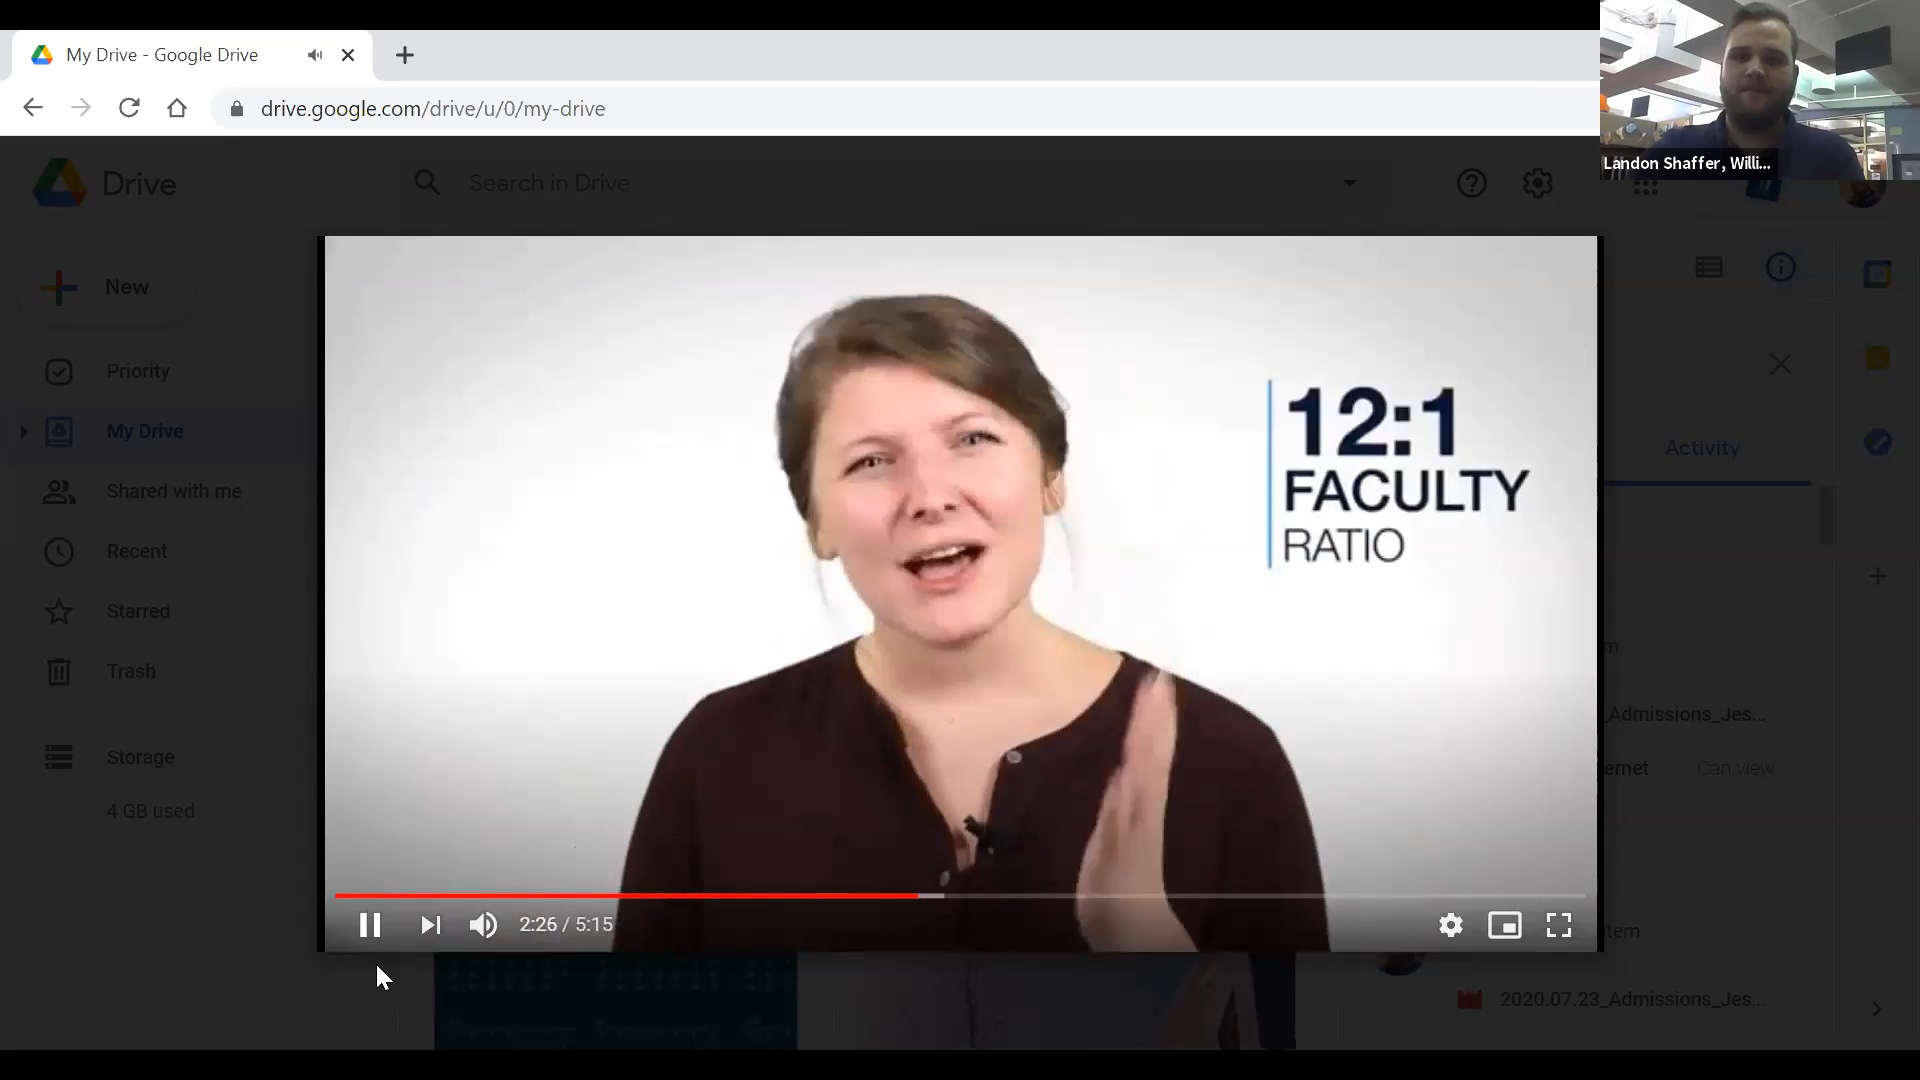 My Drive - Google Drive
drive.google.com/drive/u/0/my-drive
Landon Shaffer, Willi...
Drive
Search in Drive
New
Priority
My Drive
Shared with me
Recent
Starred
Trash
Storage
4 GB used
12:1
FACULTY
RATIO
2:26 / 5:15
Activity
_Admissions_Jes...
Can view
2020.07.23_Admissions_Jes...